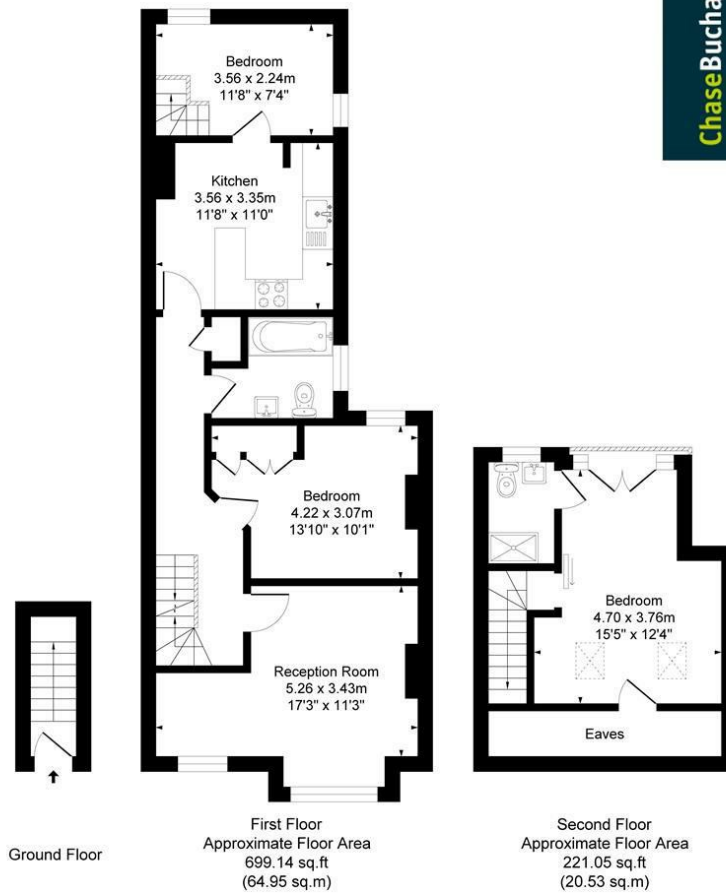 ChaseBucha
Bedroom
3.56 x 2.24m
11'8" x 7'4"
Kitchen
3.56 x 3.35m
11'8" x 11'0"
Bedroom
4.22 x 3.07m
13'10" x 10'1"
Reception Room
5.26 x 3.43m
17'3" x 11'3"
Bedroom
4.70 x 3.76m
15'5" x 12'4"
Eaves
Ground Floor
First Floor
Approximate Floor Area
699.14 sq.ft
(64.95 sq.m)
Second Floor
Approximate Floor Area
221.05 sq.ft
(20.53 sq.m)